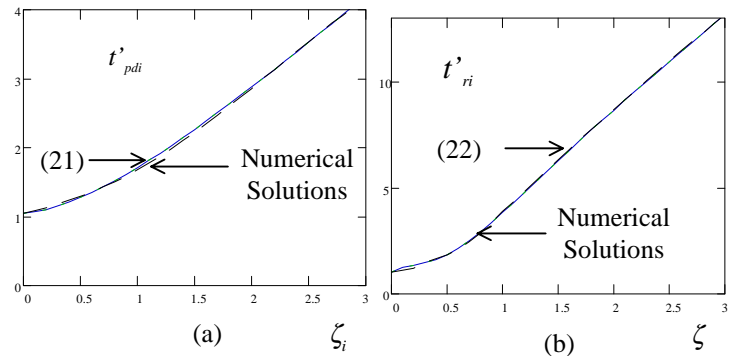 4
3
2
1
0
t'pdi
(21)
Numerical
Solutions
0 0.5 1 1.5 2 2.5 3
(a)
ζi
10
5
0
t'ri
(22)
Numerical
Solutions
0 0.5 1 1.5 2 2.5 3
(b)
ζ